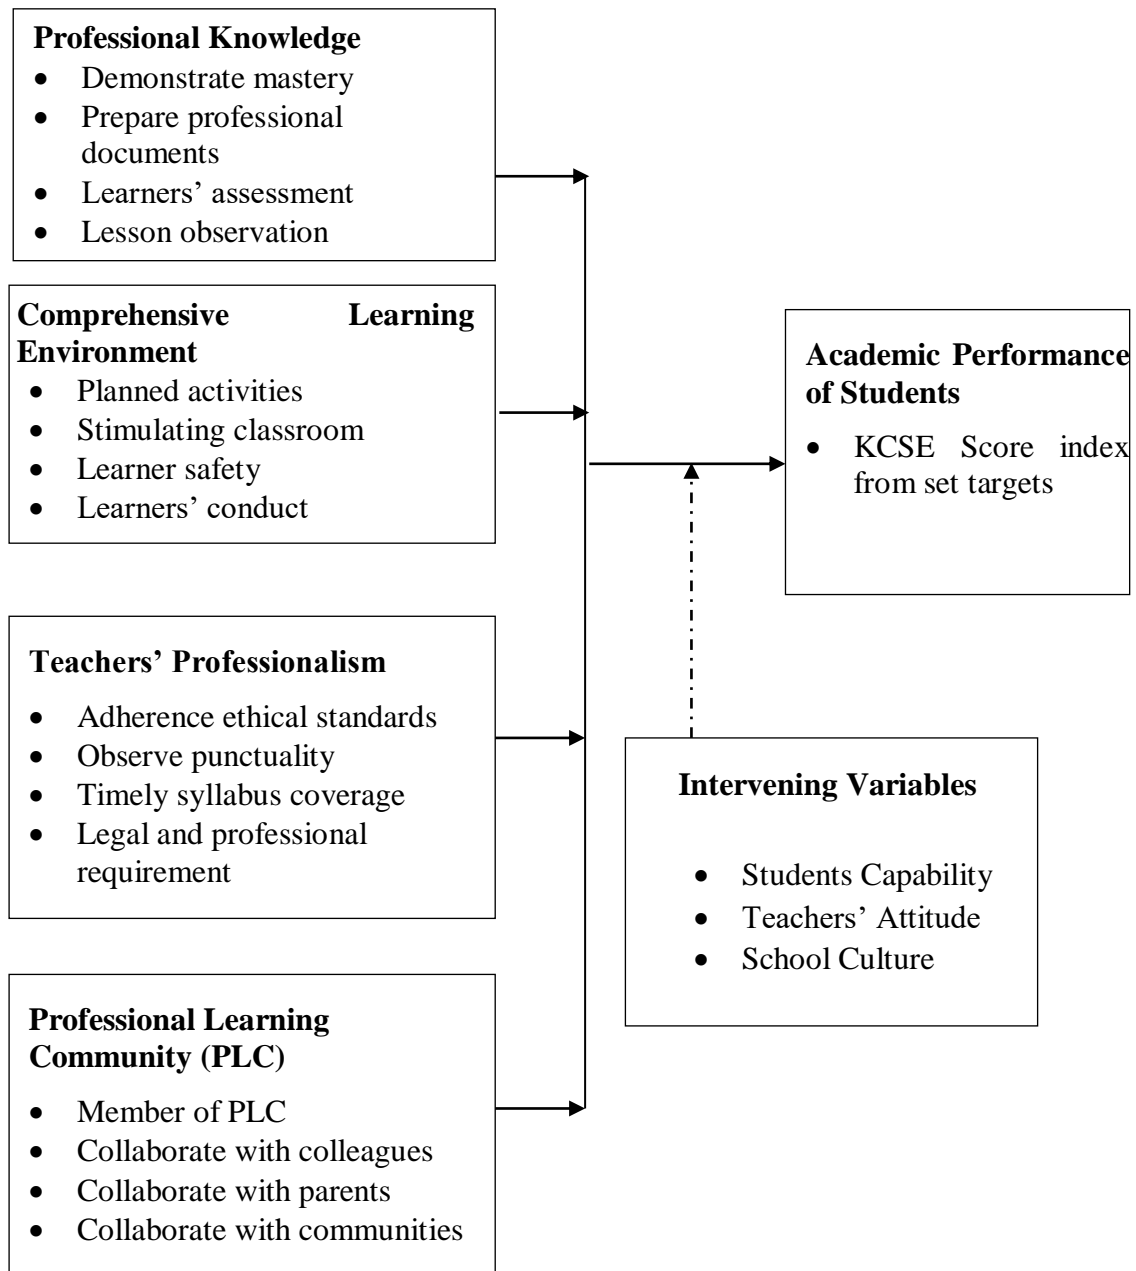 Professional Knowledge
• Demonstrate mastery
• Prepare professional
documents
• Learners’ assessment
• Lesson observation
Comprehensive Learning
Environment
• Planned activities
• Stimulating classroom
• Learner safety
• Learners’ conduct
Teachers’ Professionalism
• Adherence ethical standards
• Observe punctuality
• Timely syllabus coverage
• Legal and professional
requirement
Professional Learning
Community (PLC)
• Member of PLC
• Collaborate with colleagues
• Collaborate with parents
• Collaborate with communities
Academic Performance
of Students
• KCSE Score index
from set targets
Intervening Variables
• Students Capability
• Teachers’ Attitude
• School Culture